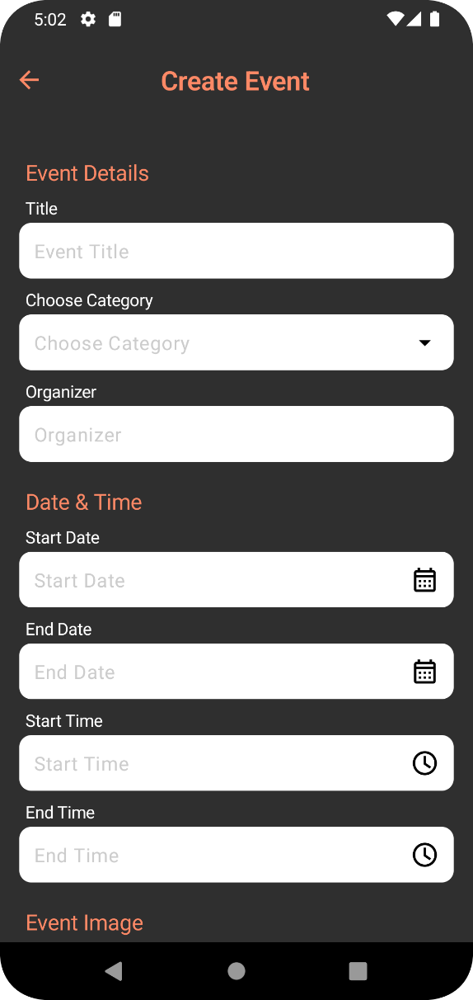 5:02
Create Event
Event Details
Title
Event Title
Choose Category
Choose Category
Organizer
Organizer
Date & Time
Start Date
Start Date
End Date
End Date
Start Time
Start Time
End Time
End Time
Event Image